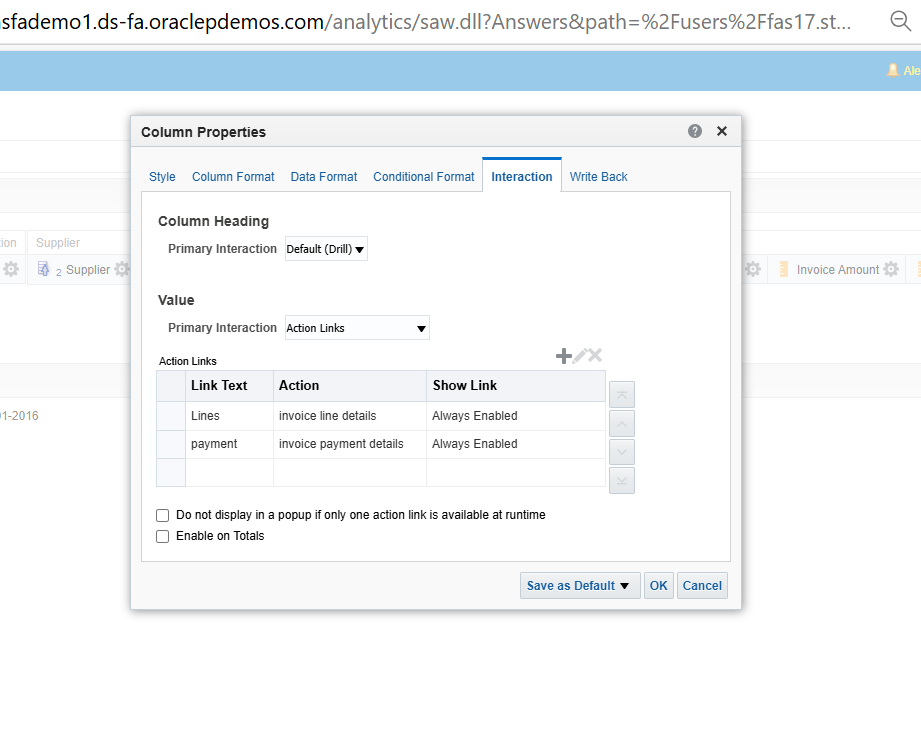 sfademo1.ds-fa.oraclepdemos.com/analytics/saw.dll?Answers&path=%2Fusers%2Ffas17.st...
Ale
Column Properties
Style Column Format Data Format Conditional Format Interaction Write Back
Column Heading
ion Supplier
Primary Interaction Default (Drill)
2 Supplier
Invoice Amount
Value
Primary Interaction Action Links
Action Links
Link Text Action Show Link
Lines invoice line details Always Enabled
1-2016
payment invoice payment details Always Enabled
Do not display in a popup if only one action link is available at runtime
Enable on Totals
Save as Default OK Cancel